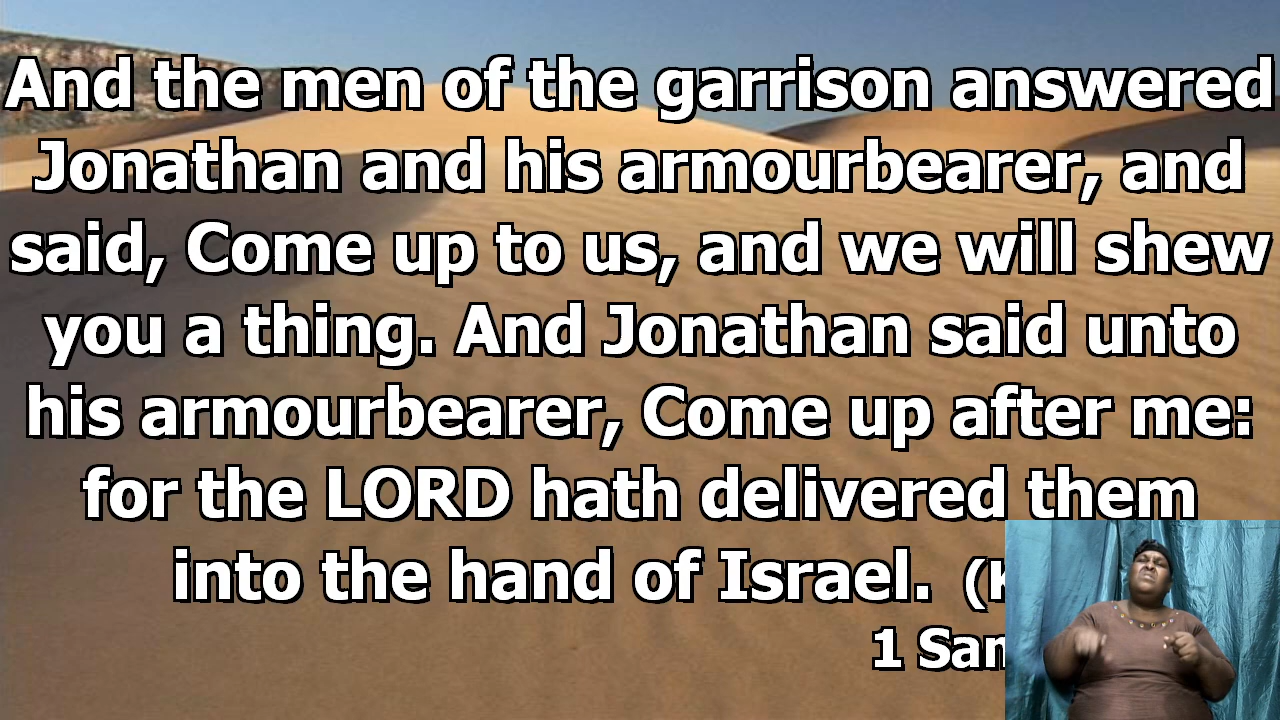 And the men of the garrison answered
Jonathan and his armourbearer, and
said, Come up to us, and we will shew
you a thing. And Jonathan said unto
his armourbearer, Come up after me:
for the LORD hath delivered them
into the hand of Israel. (K
1 Sam